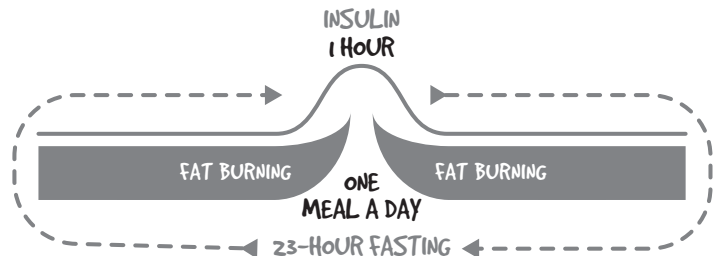 INSULIN
1 HOUR
FAT BURNING
FAT BURNING
ONE
MEAL A DAY
23-HOUR FASTING